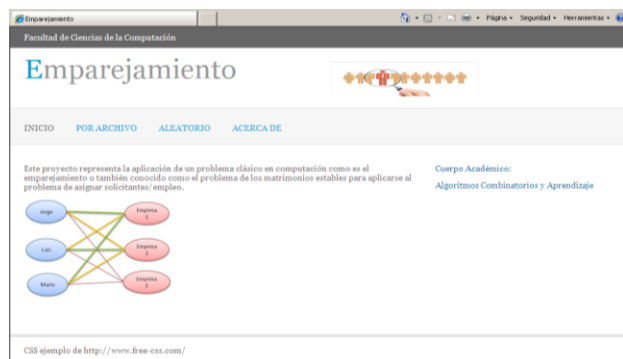 Emparejamiento
Página
Seguridad
Herramientas
Facultad de Ciencias de la Computación
Emparejamiento
INICIO POR ARCHIVO ALEATORIO ACERCA DE
Este proyecto representa la aplicación de un problema clásico en computación como es el
emparejamiento o también conocido como el problema de los matrimonios estables para aplicarse al
problema de asignar solicitantes/empleo.
Cuerpo Académico:
Algoritmos Combinatorios y Aprendizaje
Jorge
Empresa
1
Luis
Empresa
2
Mario
Empresa
3
CSS ejemplo de http://www.free-css.com/